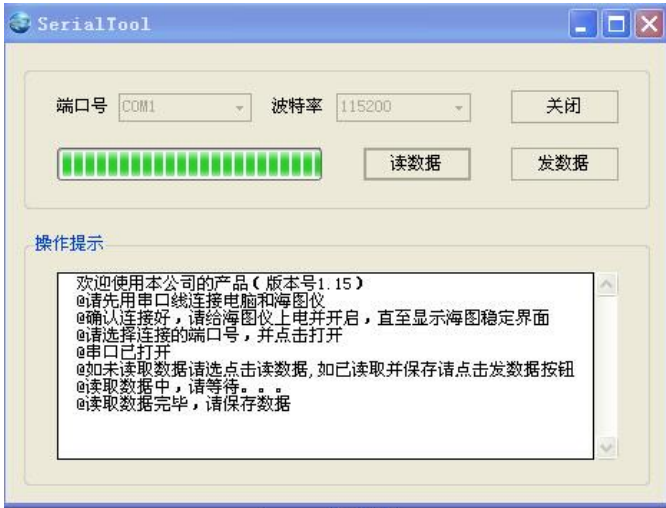 SerialTool
端口号 COM1 波特率 115200 关闭
读数据 发数据
操作提示
欢迎使用本公司的产品(版本号1.15)
@请先用串口线连接电脑和海图仪
@确认连接好，请给海图仪上电并开启，直至显示海图稳定界面
@请选择连接的端口号，并点击打开
@串口已打开
@如未读取数据请选点击读数据,如已读取并保存请点击发数据按钮
@读取数据中，请等待。。。
@读取数据完毕，请保存数据